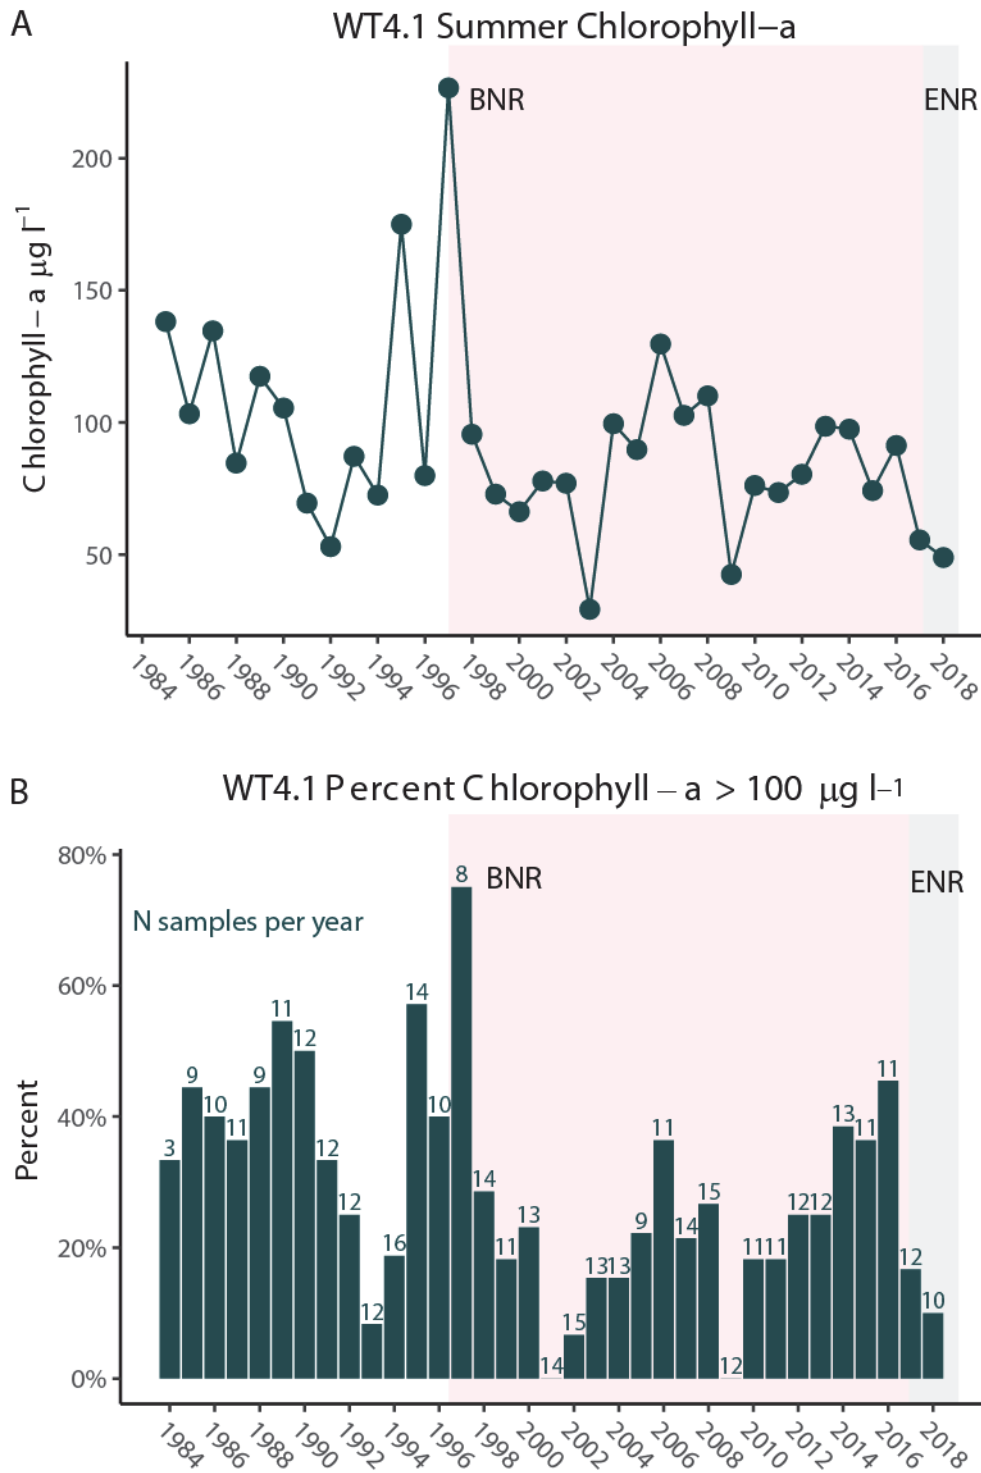 A
WT4.1 Summer Chlorophyll–a
BNR
ENR
200
150
100
50
Chlorophyll – a μg l–1
1984 1986 1988 1990 1992 1994 1996 1998 2000 2002 2004 2006 2008 2010 2012 2014 2016 2018
B
WT4.1 Percent Chlorophyll – a > 100 μg l–1
BNR
ENR
N samples per year
80%
60%
40%
20%
0%
Percent
3 9 10 11 9 11 12 12 12 12 16 14 10 8 14 11 13 14 15 13 13 9 11 14 15 12 11 11 12 12 13 11 11 12 10
1984 1986 1988 1990 1992 1994 1996 1998 2000 2002 2004 2006 2008 2010 2012 2014 2016 2018